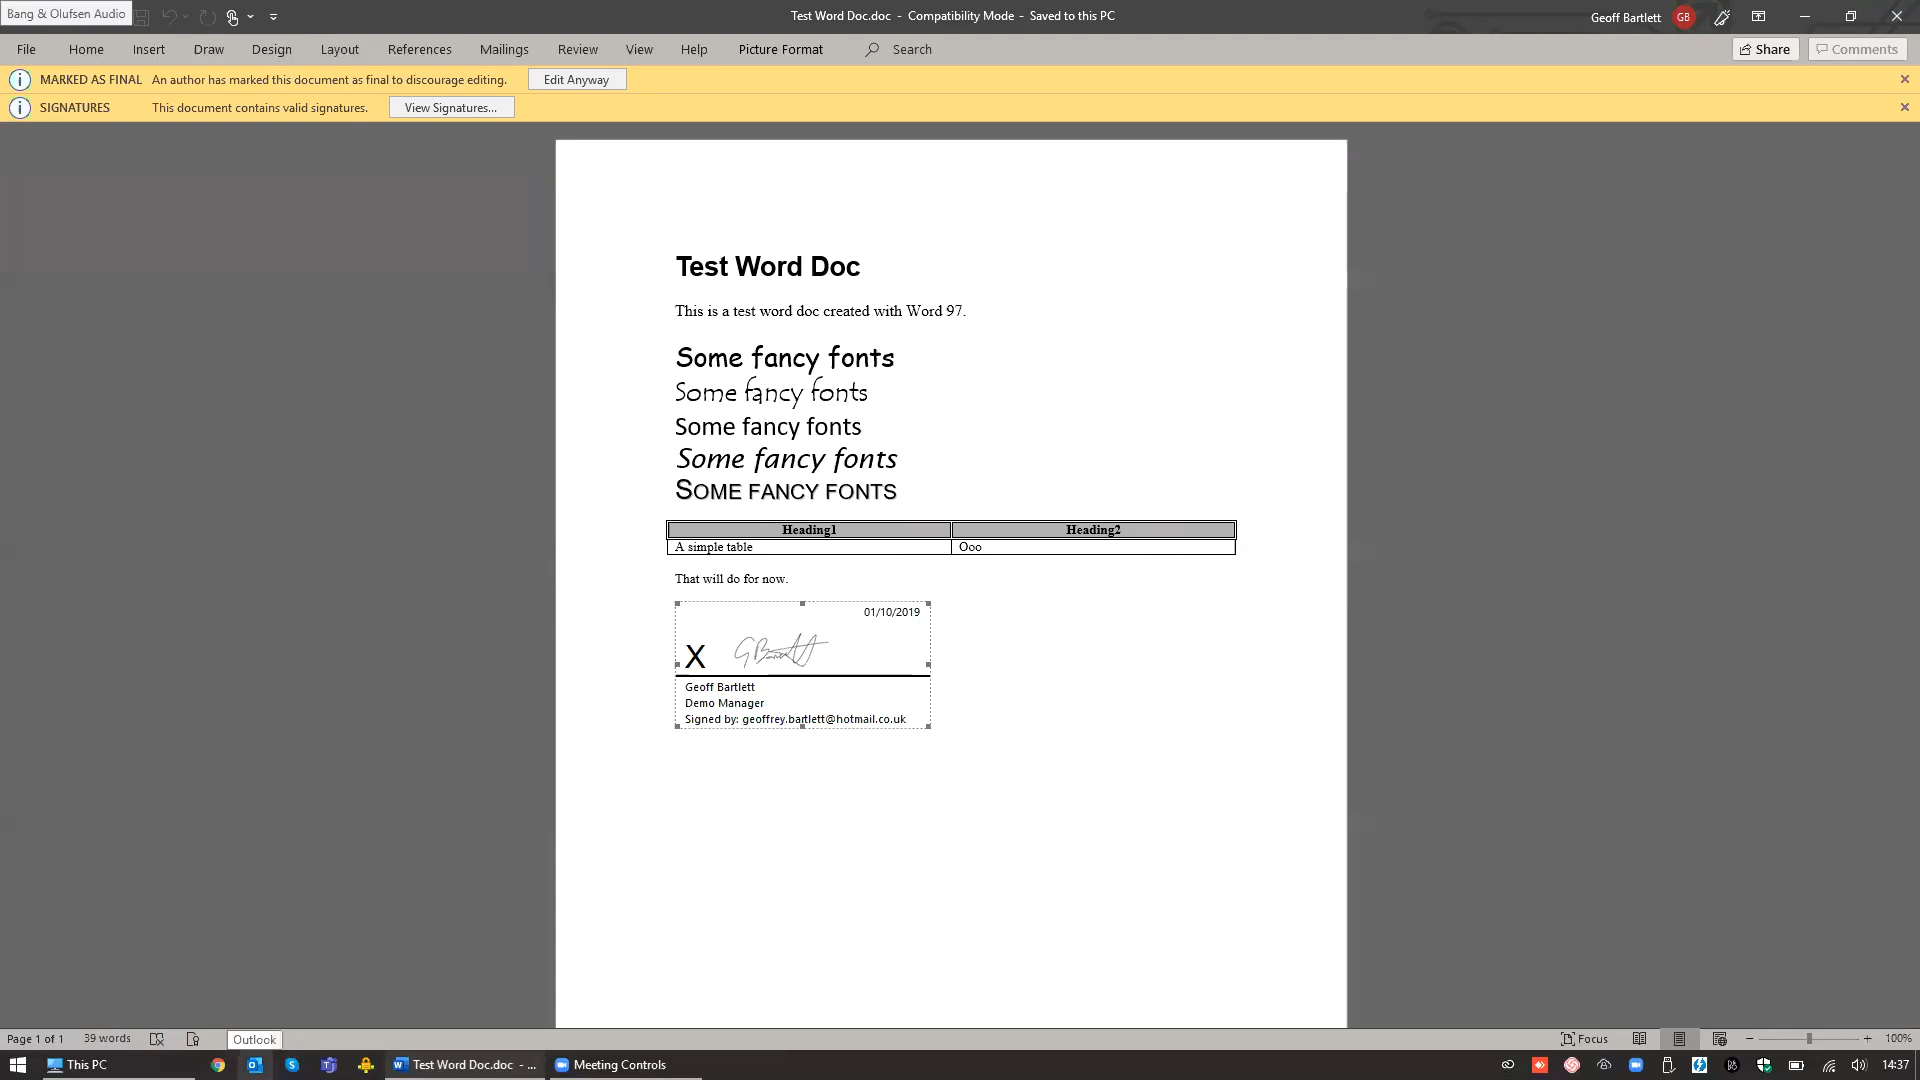 Bang & Olufsen Audio
Test Word Doc.doc - Compatibility Mode - Saved to this PC
Geoff Bartlett GB
File Home Insert Draw Design Layout References Mailings Review View Help Picture Format Search Share Comments
MARKED AS FINAL An author has marked this document as final to discourage editing. Edit Anyway
SIGNATURES This document contains valid signatures. View Signatures...
Test Word Doc
This is a test word doc created with Word 97.
Some fancy fonts
Some fancy fonts
Some fancy fonts
Some fancy fonts
SOME FANCY FONTS
Heading1 Heading2
A simple table Ooo
That will do for now.
01/10/2019
X GBartlett
Geoff Bartlett
Demo Manager
Signed by: geoffrey.bartlett@hotmail.co.uk
Page 1 of 1 39 words Outlook Focus 100%
This PC Test Word Doc.doc - ... Meeting Controls 14:37